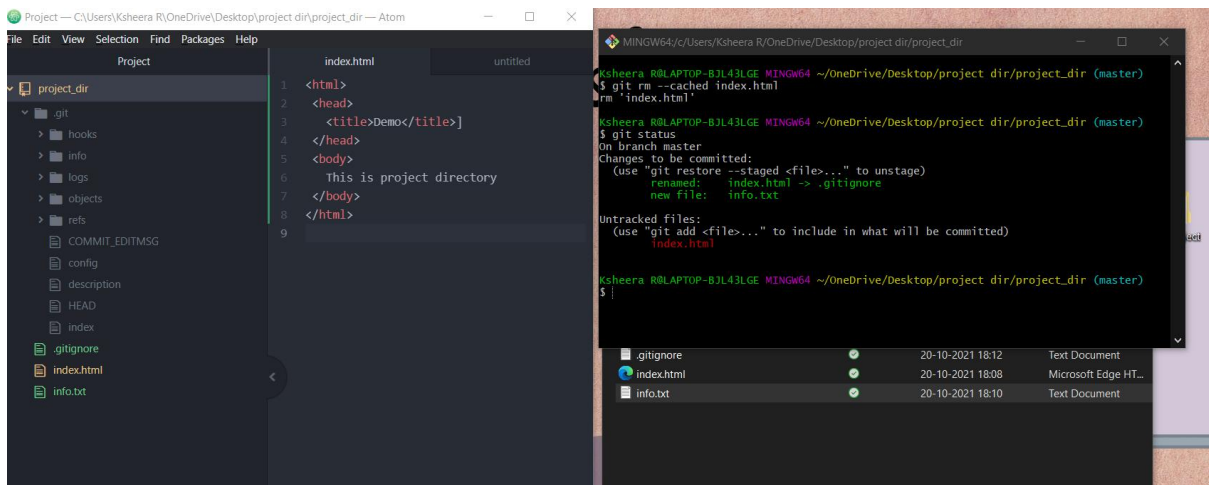 Project — C:\Users\Ksheera R\OneDrive\Desktop\project dir\project_dir — Atom
File Edit View Selection Find Packages Help
Project
project_dir
.git
hooks
info
logs
objects
refs
COMMIT_EDITMSG
config
description
HEAD
index
.gitignore
index.html
info.txt
index.html untitled
1 <html>
2 <head>
3 <title>Demo</title>]
4 </head>
5 <body>
6 This is project directory
7 </body>
8 </html>
9
MINGW64:/c/Users/Ksheera R/OneDrive/Desktop/project dir/project_dir
Ksheera R@LAPTOP-BJL43LGE MINGW64 ~/OneDrive/Desktop/project dir/project_dir (master)
$ git rm --cached index.html
rm 'index.html'
Ksheera R@LAPTOP-BJL43LGE MINGW64 ~/OneDrive/Desktop/project dir/project_dir (master)
$ git status
On branch master
Changes to be committed:
(use "git restore --staged <file>..." to unstage)
renamed: index.html -> .gitignore
new file: info.txt
Untracked files:
(use "git add <file>..." to include in what will be committed)
index.html
Ksheera R@LAPTOP-BJL43LGE MINGW64 ~/OneDrive/Desktop/project dir/project_dir (master)
$
.gitignore 20-10-2021 18:12 Text Document
index.html 20-10-2021 18:08 Microsoft Edge HT...
info.txt 20-10-2021 18:10 Text Document